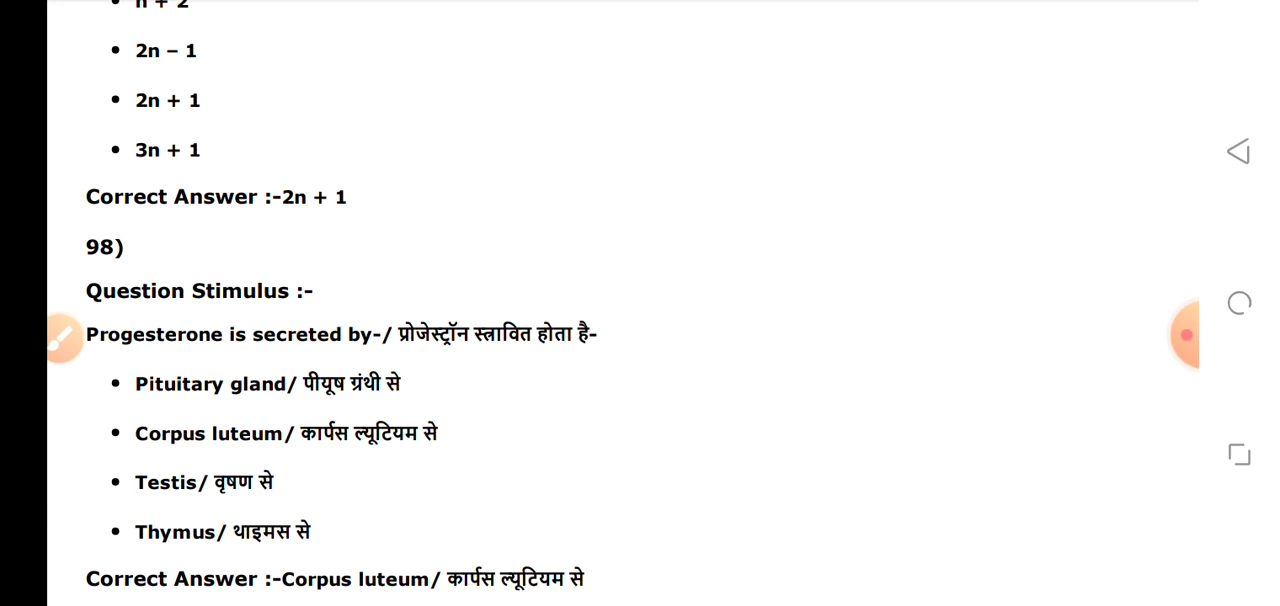 n + 2
2n – 1
2n + 1
3n + 1
Correct Answer :-2n + 1
98)
Question Stimulus :-
Progesterone is secreted by-/ प्रोजेस्ट्रॉन स्त्रावित होता है-
Pituitary gland/ पीयूष ग्रंथी से
Corpus luteum/ कार्पस ल्यूटियम से
Testis/ वृषण से
Thymus/ थाइमस से
Correct Answer :-Corpus luteum/ कार्पस ल्यूटियम से